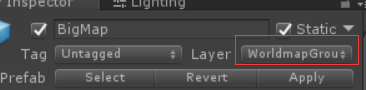 Inspector Lighting
BigMap Static
Tag Untagged Layer WorldmapGrou
Prefab Select Revert Apply